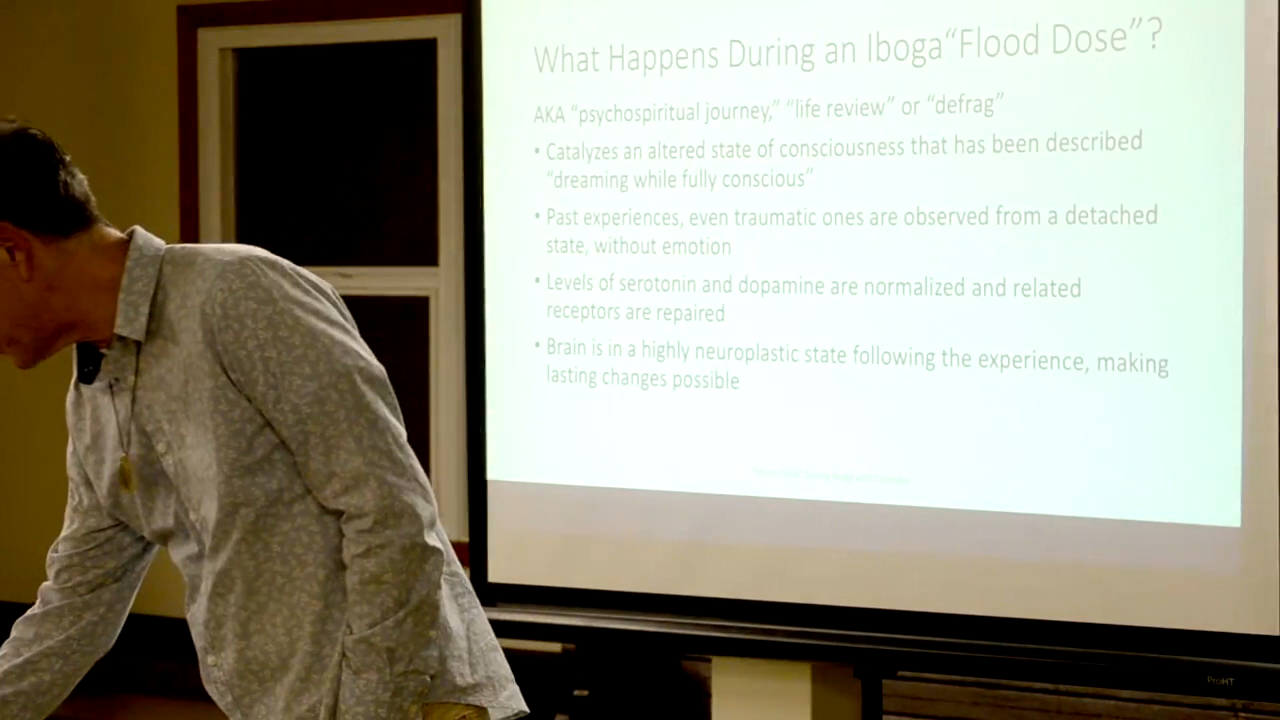 What Happens During an Iboga“Flood Dose”?
AKA “psychospiritual journey,” “life review” or “defrag”
• Catalyzes an altered state of consciousness that has been described
“dreaming while fully conscious”
• Past experiences, even traumatic ones are observed from a detached
state, without emotion
• Levels of serotonin and dopamine are normalized and related
receptors are repaired
• Brain is in a highly neuroplastic state following the experience, making
lasting changes possible
ProHT